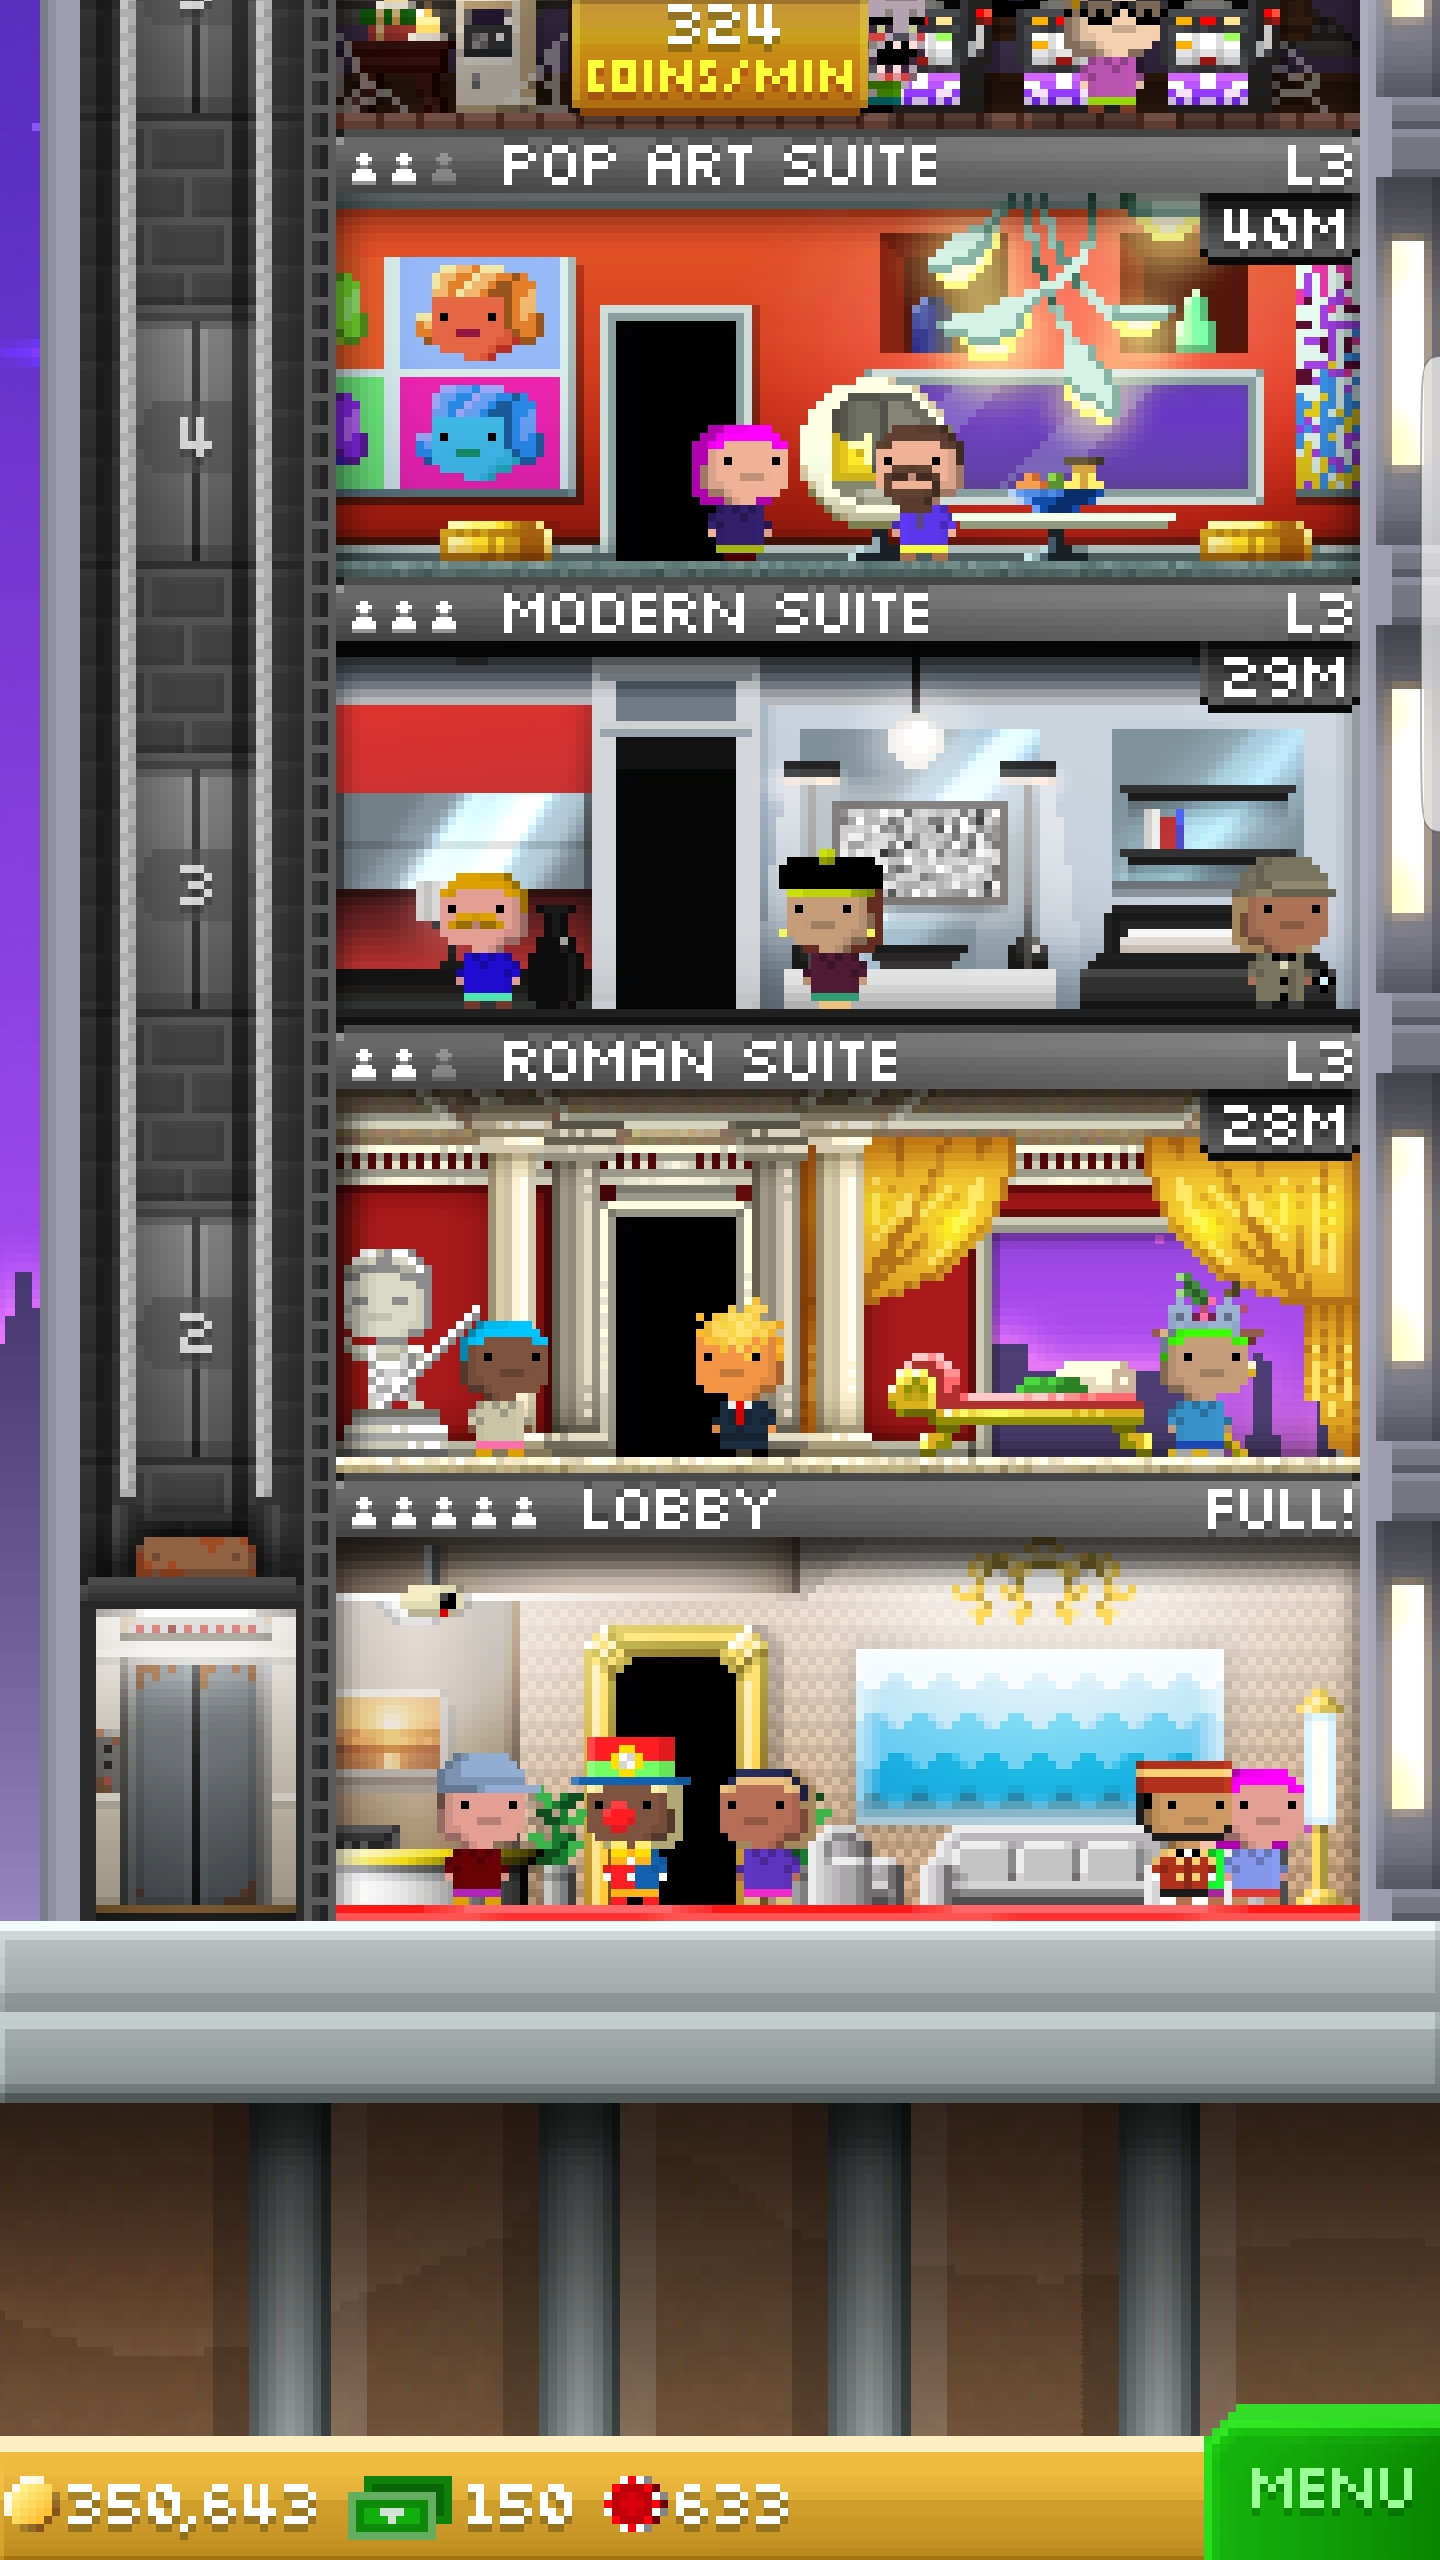 324
COINS/MIN
POP ART SUITE L3
40M
4
MODERN SUITE L3
29M
3
ROMAN SUITE L3
28M
2
LOBBY FULL!
350,643 150 633
MENU